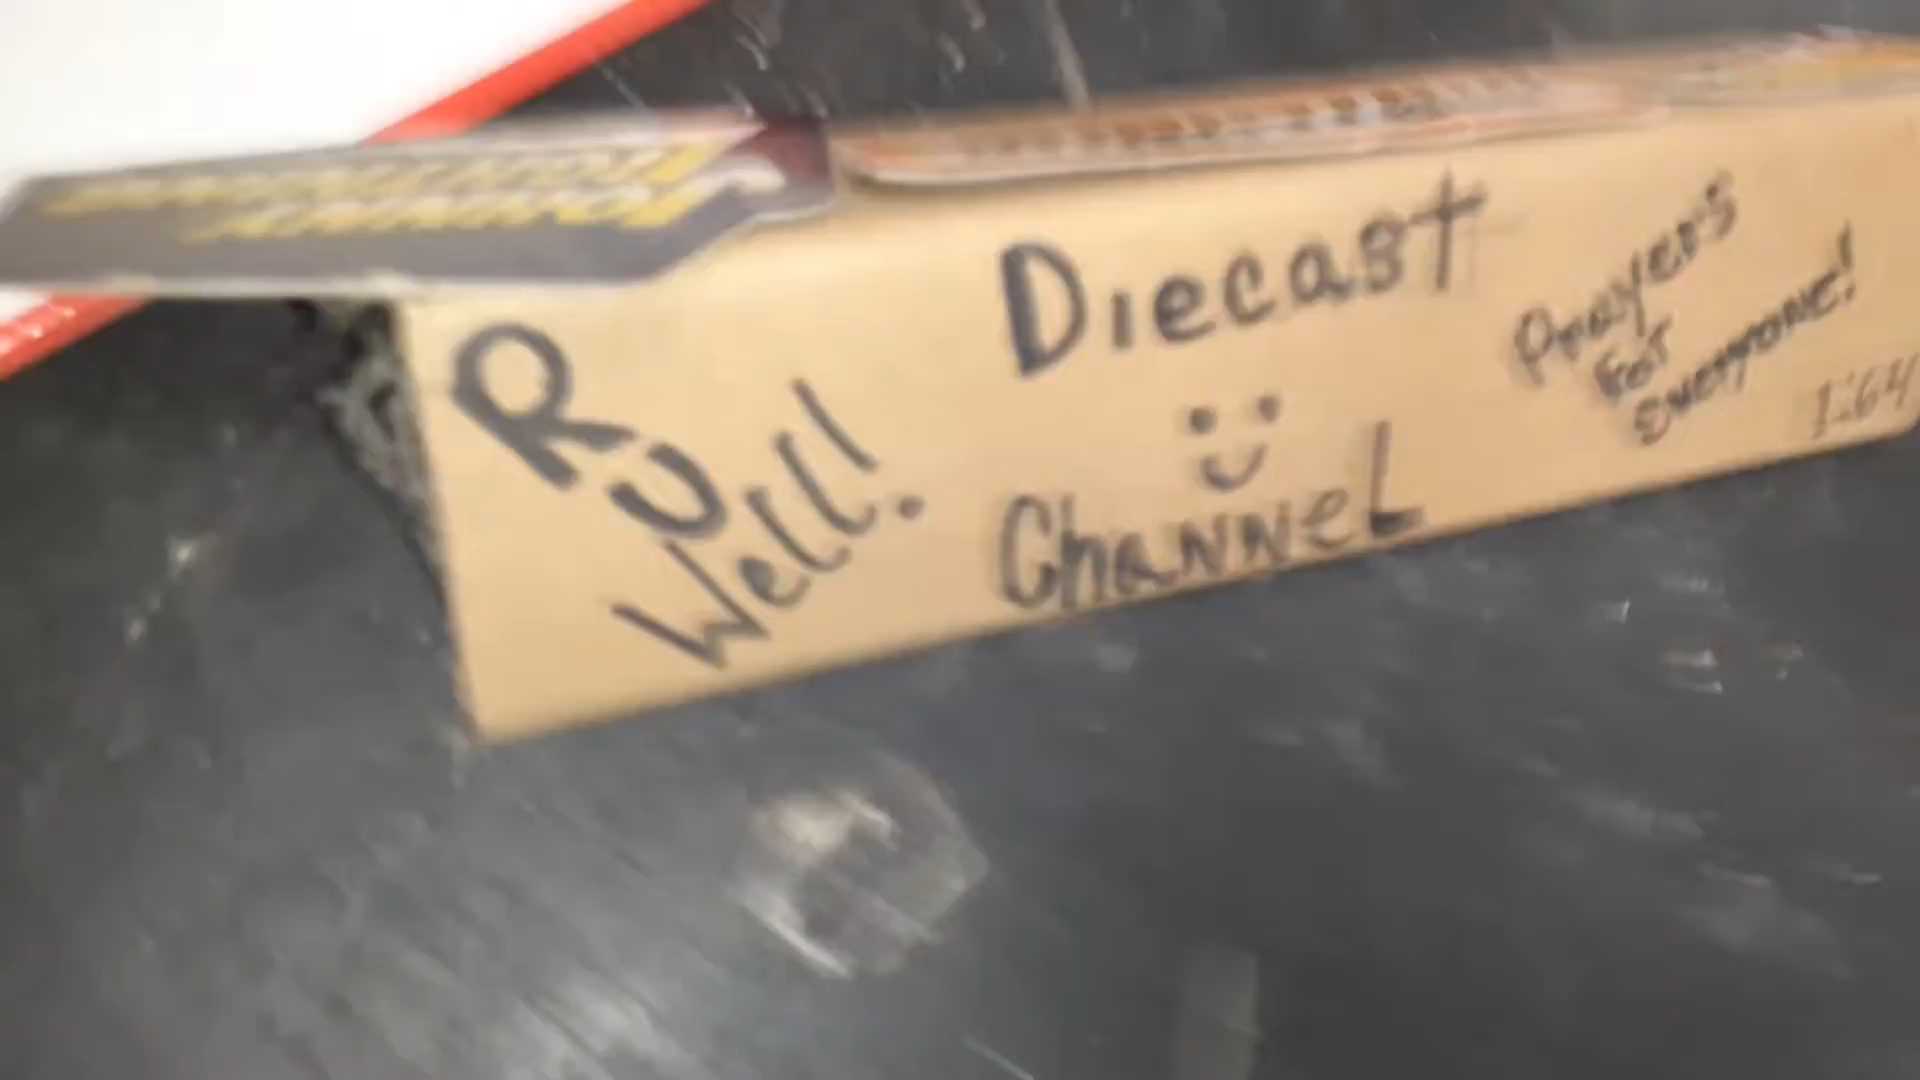 R U
Well!
Diecast
Channel
Prayers
For
Everyone!
1:64